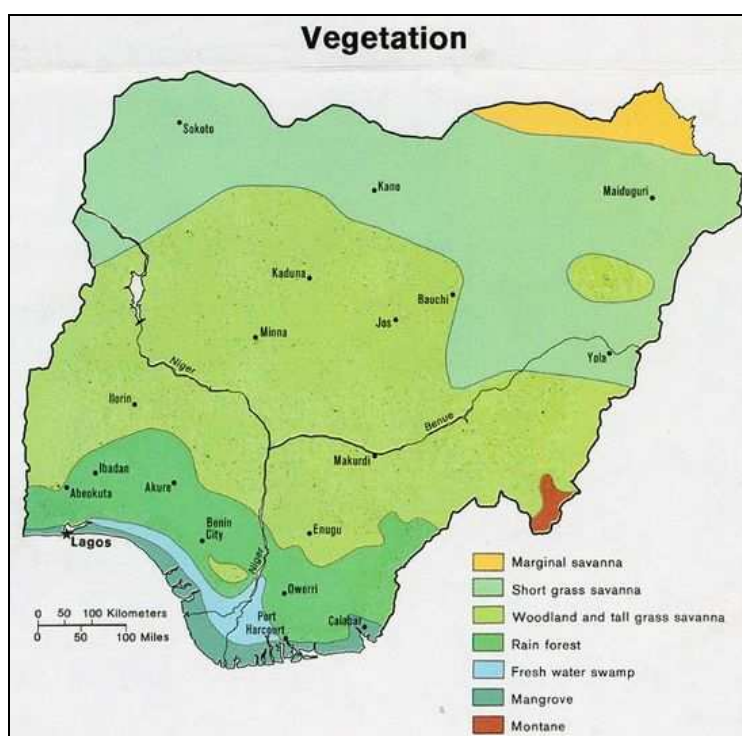 Vegetation
Sokoto
Kano
Maiduguri
Kaduna
Bauchi
Jos
Minna
Yola
Niger
Ilorin
Benue
Makurdi
Ibadan
Abeokuta
Akure
Benin
City
Enugu
Lagos
Niger
Owerri
Port
Harcourt
Calabar
0 50 100 Kilometers
0 50 100 Miles
Marginal savanna
Short grass savanna
Woodland and tall grass savanna
Rain forest
Fresh water swamp
Mangrove
Montane